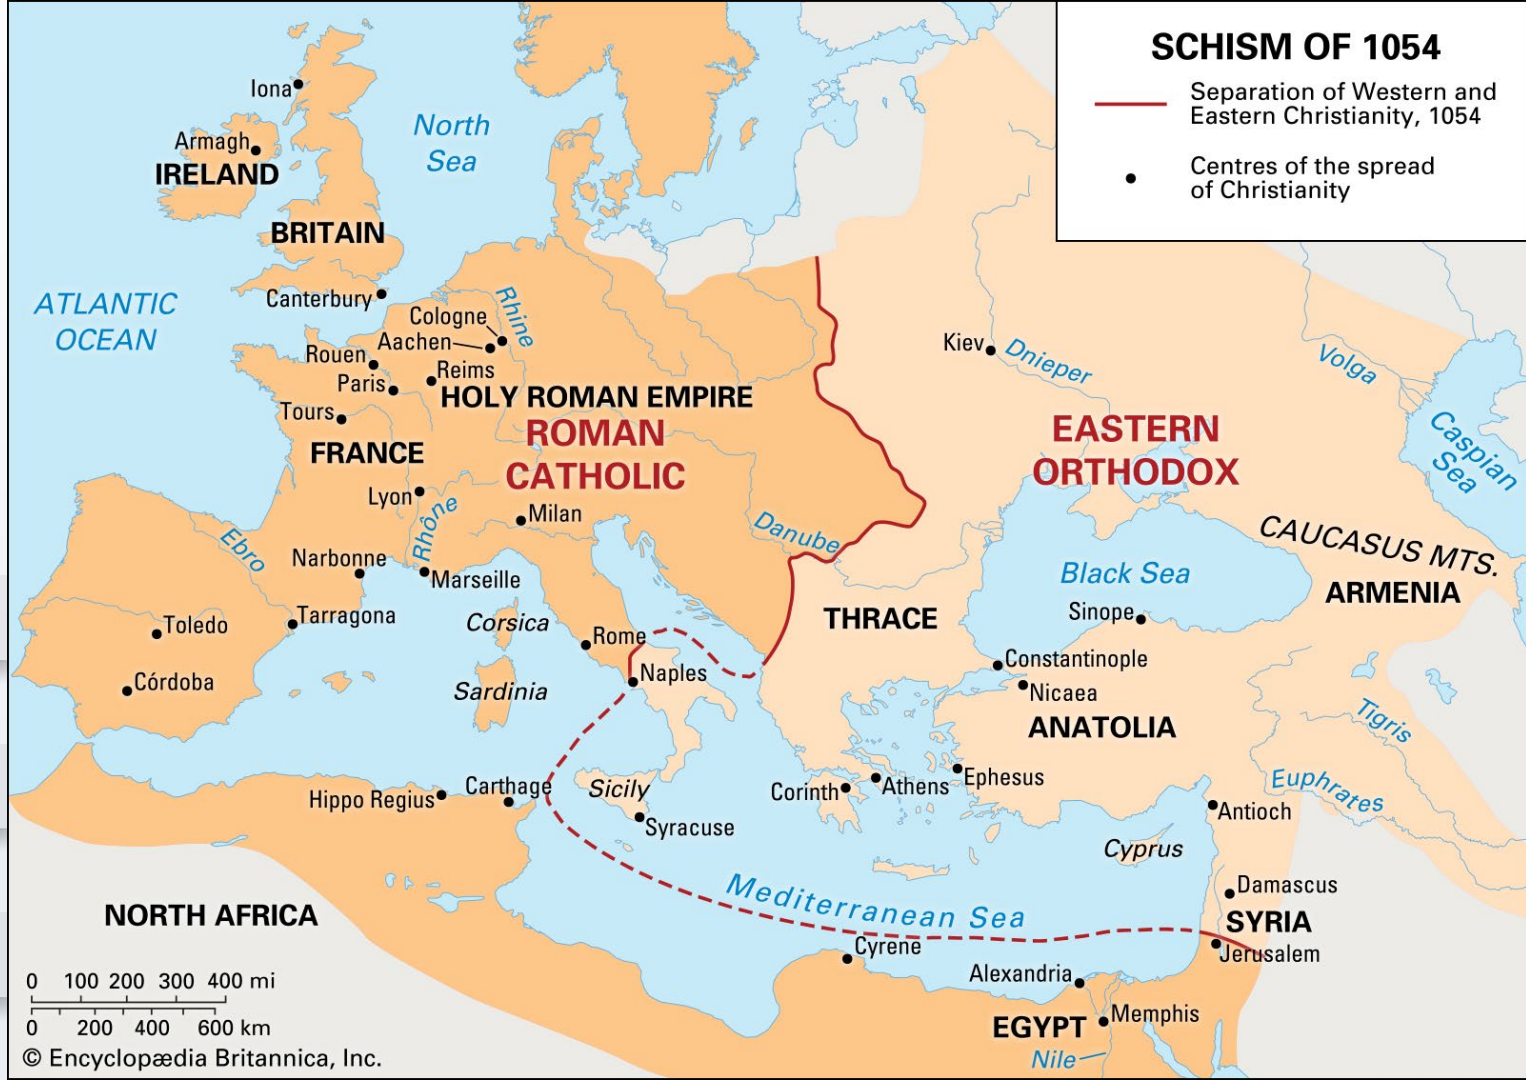 SCHISM OF 1054
Separation of Western and
Eastern Christianity, 1054
Centres of the spread
of Christianity
Iona
North
Sea
Armagh
IRELAND
BRITAIN
ATLANTIC
OCEAN
Canterbury
Cologne
Rhine
Aachen
Rouen
Reims
Paris
HOLY ROMAN EMPIRE
Tours
ROMAN
CATHOLIC
FRANCE
Lyon
Milan
Rhône
Danube
Ebro
Narbonne
Marseille
Toledo
Tarragona
Corsica
Rome
Córdoba
Sardinia
Naples
Kiev
Dnieper
Volga
EASTERN
ORTHODOX
Caspian
Sea
CAUCASUS MTS.
Black Sea
ARMENIA
THRACE
Sinope
Constantinople
Nicaea
ANATOLIA
Tigris
Euphrates
Hippo Regius
Carthage
Sicily
Syracuse
Corinth
Athens
Ephesus
Antioch
Cyprus
Mediterranean Sea
Damascus
SYRIA
Jerusalem
NORTH AFRICA
Cyrene
Alexandria
EGYPT
Memphis
Nile
0 100 200 300 400 mi
0 200 400 600 km
© Encyclopædia Britannica, Inc.